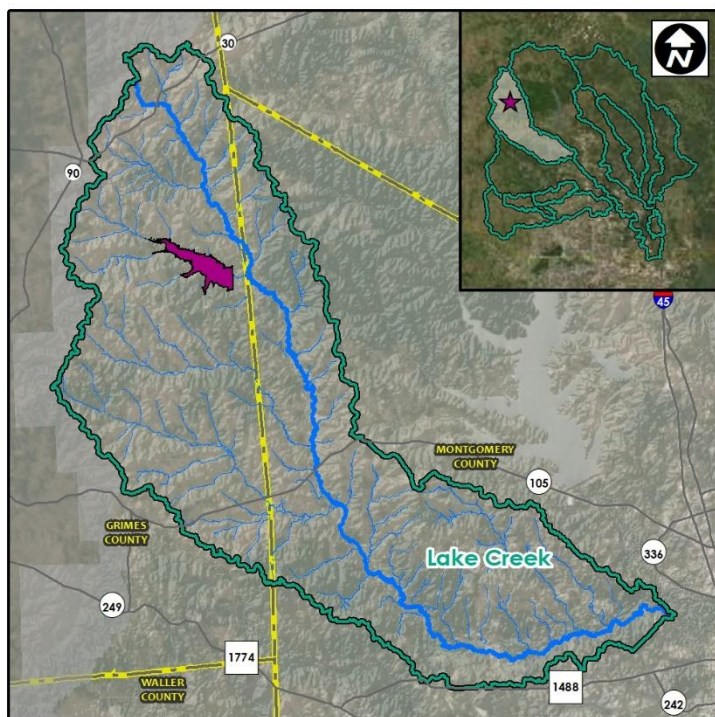 30
N
90
45
MONTGOMERY
COUNTY
105
GRIMES
COUNTY
Lake Creek
336
249
1774
WALLER
COUNTY
1488
242